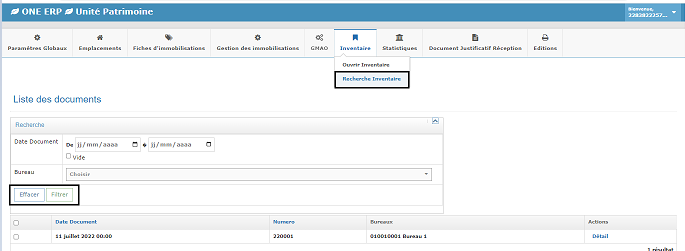 ONE ERP Unité Patrimoine
Bienvenue,
Paramètres Globaux Emplacements Fiches d'immobilisations Gestion des immobilisations GMAO Inventaire Statistiques Document Justificatif Réception Editions
Ouvrir Inventaire
Recherche Inventaire
Liste des documents
Recherche
Date Document De jj/mm/aaaa à jj/mm/aaaa
Vide
Bureau Choisir
Effacer Filtrer
Date Document Numero Bureaux Actions
11 juillet 2022 00:00 220001 010010001 Bureau 1 Détail
1 résultat